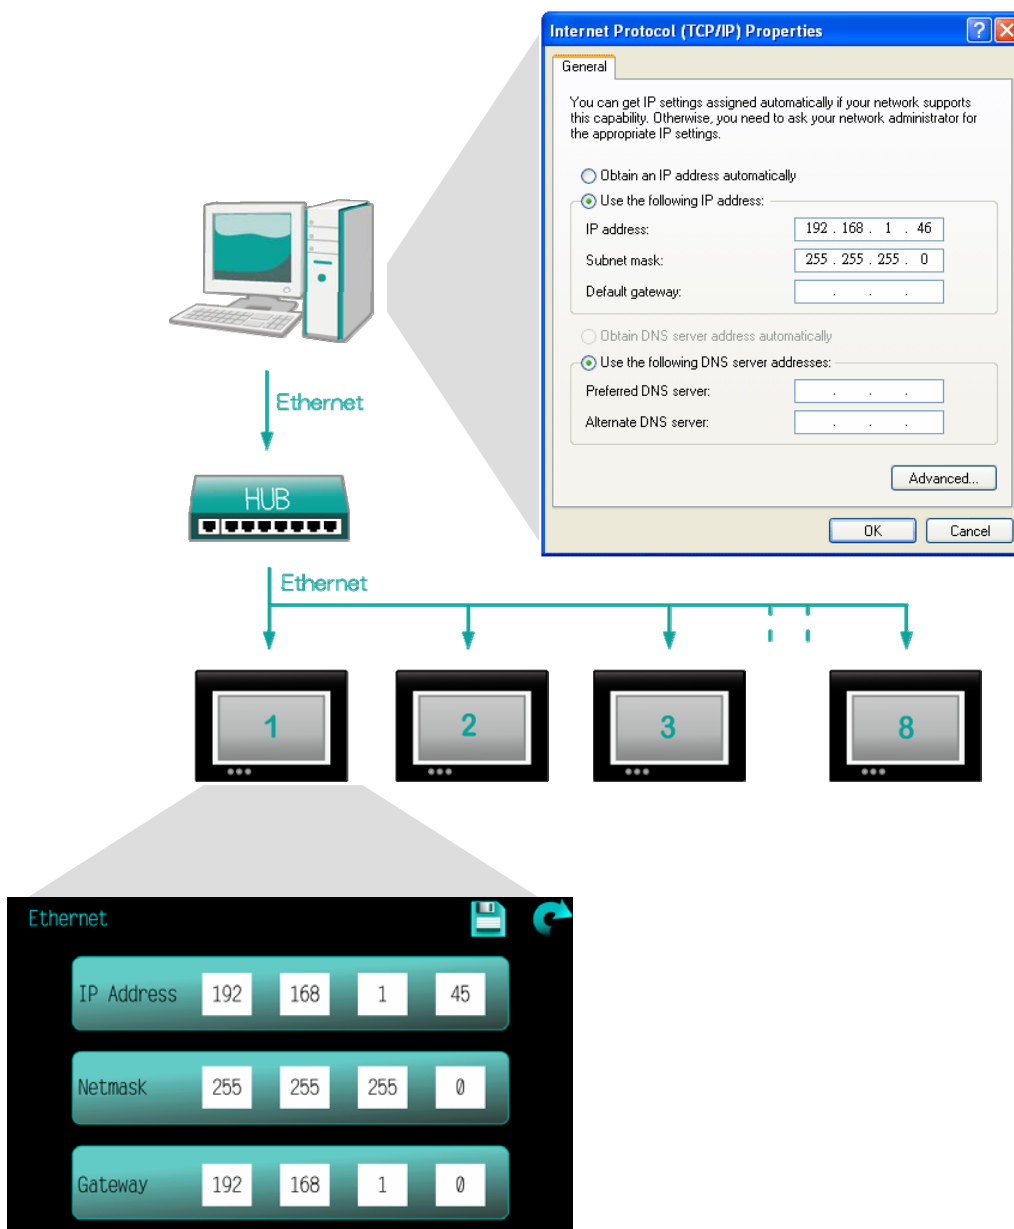 Internet Protocol (TCP/IP) Properties
General
You can get IP settings assigned automatically if your network supports
this capability. Otherwise, you need to ask your network administrator for
the appropriate IP settings.
Obtain an IP address automatically
Use the following IP address:
IP address: 192 . 168 . 1 . 46
Subnet mask: 255 . 255 . 255 . 0
Default gateway: . . .
Obtain DNS server address automatically
Use the following DNS server addresses:
Preferred DNS server: . . .
Alternate DNS server: . . .
Advanced...
OK Cancel
Ethernet
HUB
Ethernet
1 2 3 8
Ethernet
IP Address 192 168 1 45
Netmask 255 255 255 0
Gateway 192 168 1 0